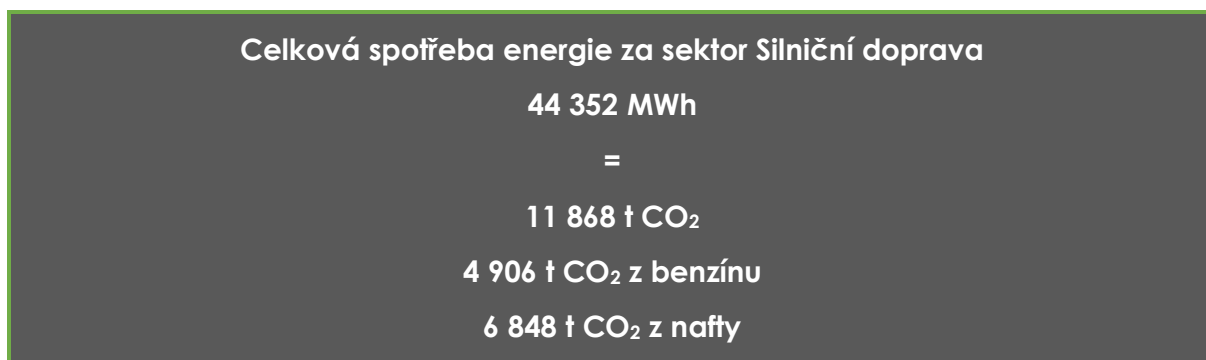 Celková spotřeba energie za sektor Silniční doprava
44 352 MWh
=
11 868 t CO₂
4 906 t CO₂ z benzínu
6 848 t CO₂ z nafty